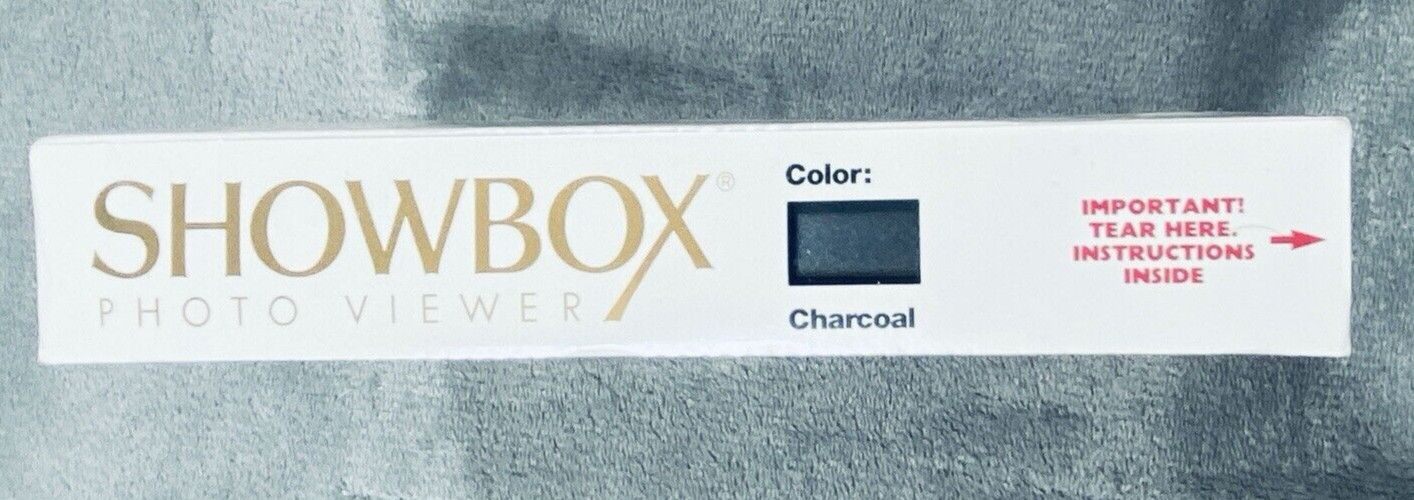 SHOWBOX®
PHOTO VIEWER
Color:
Charcoal
IMPORTANT!
TEAR HERE.
INSTRUCTIONS
INSIDE